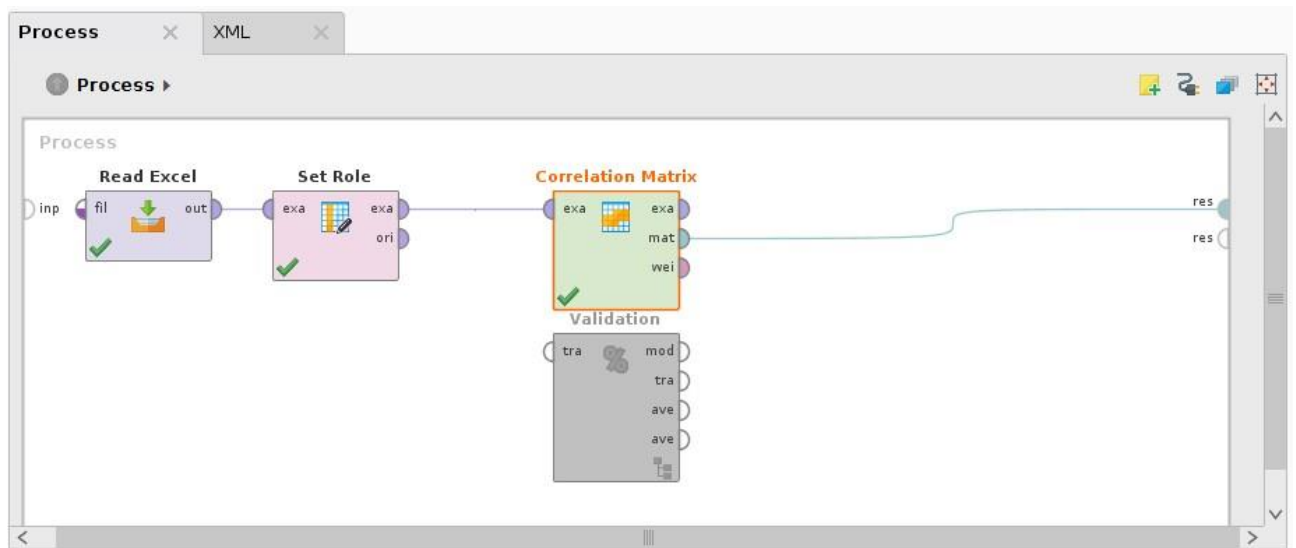 Process XML
Process
Process
Read Excel Set Role Correlation Matrix
inp fil out exa exa exa exa res
ori mat res
wei
Validation
tra mod
tra
ave
ave